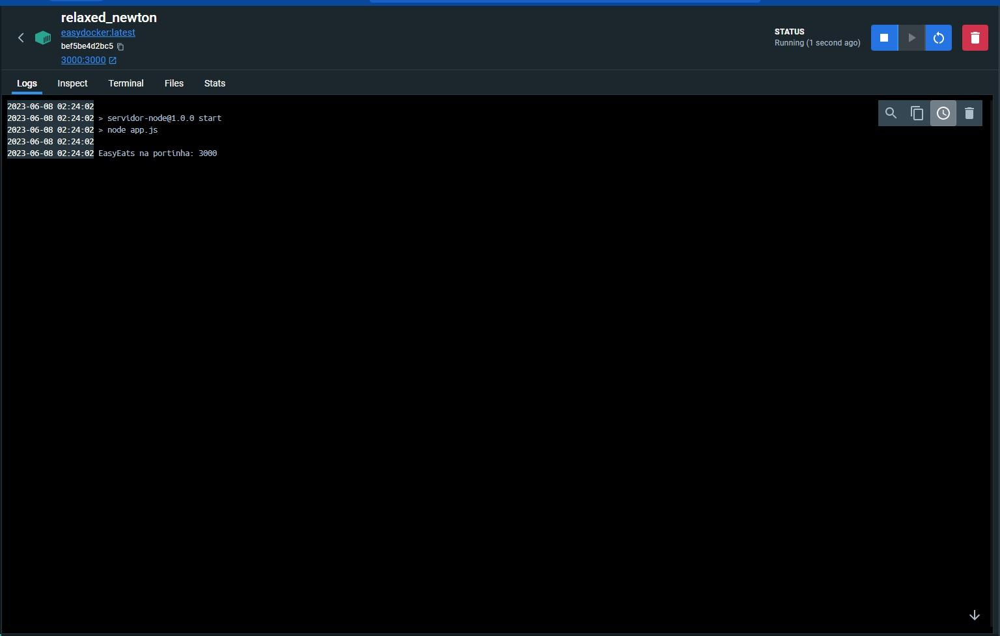 relaxed_newton
easydocker:latest
bef5be4d2bc5
3000:3000
STATUS
Running (1 second ago)
Logs Inspect Terminal Files Stats
2023-06-08 02:24:02
2023-06-08 02:24:02 > servidor-node@1.0.0 start
2023-06-08 02:24:02 > node app.js
2023-06-08 02:24:02
2023-06-08 02:24:02 EasyEats na portinha: 3000